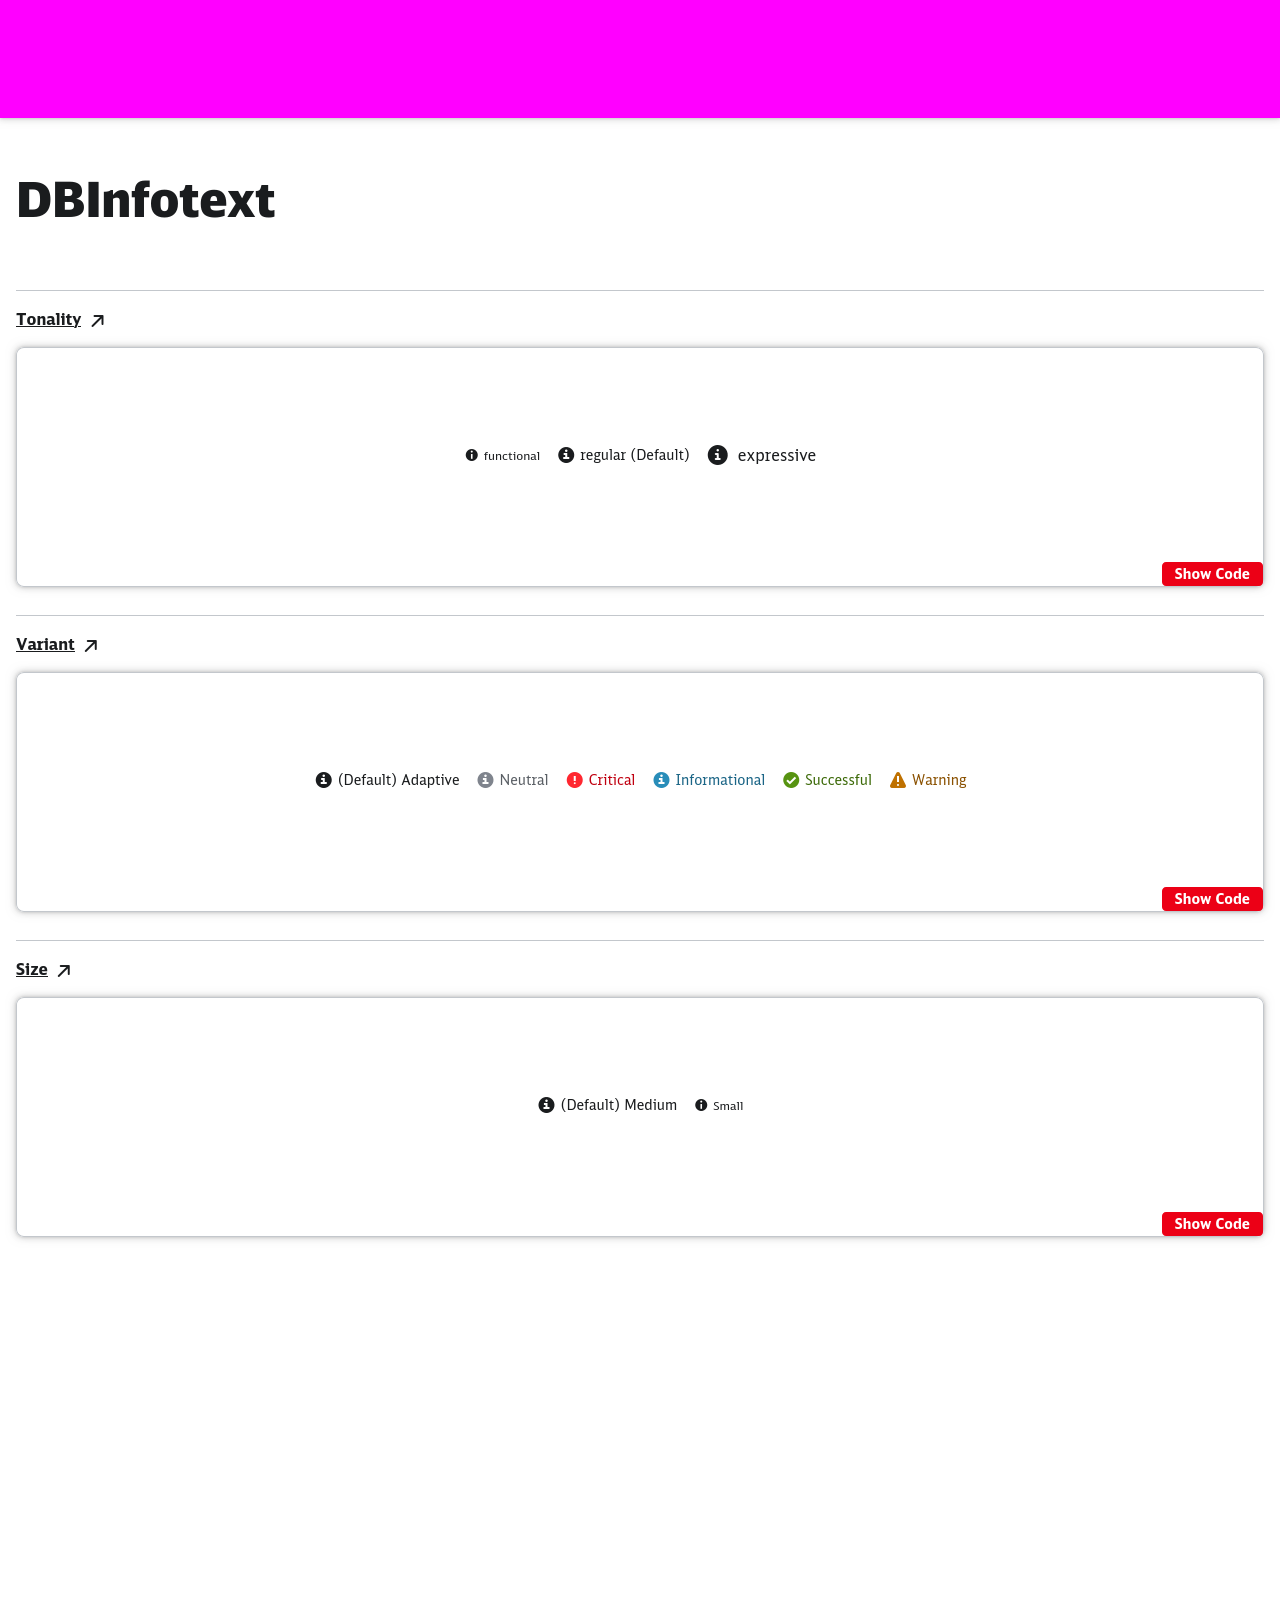 DBInfotext
Tonality
functional regular (Default) expressive
Show Code
Variant
(Default) Adaptive Neutral Critical Informational Successful Warning
Show Code
Size
(Default) Medium Small
Show Code